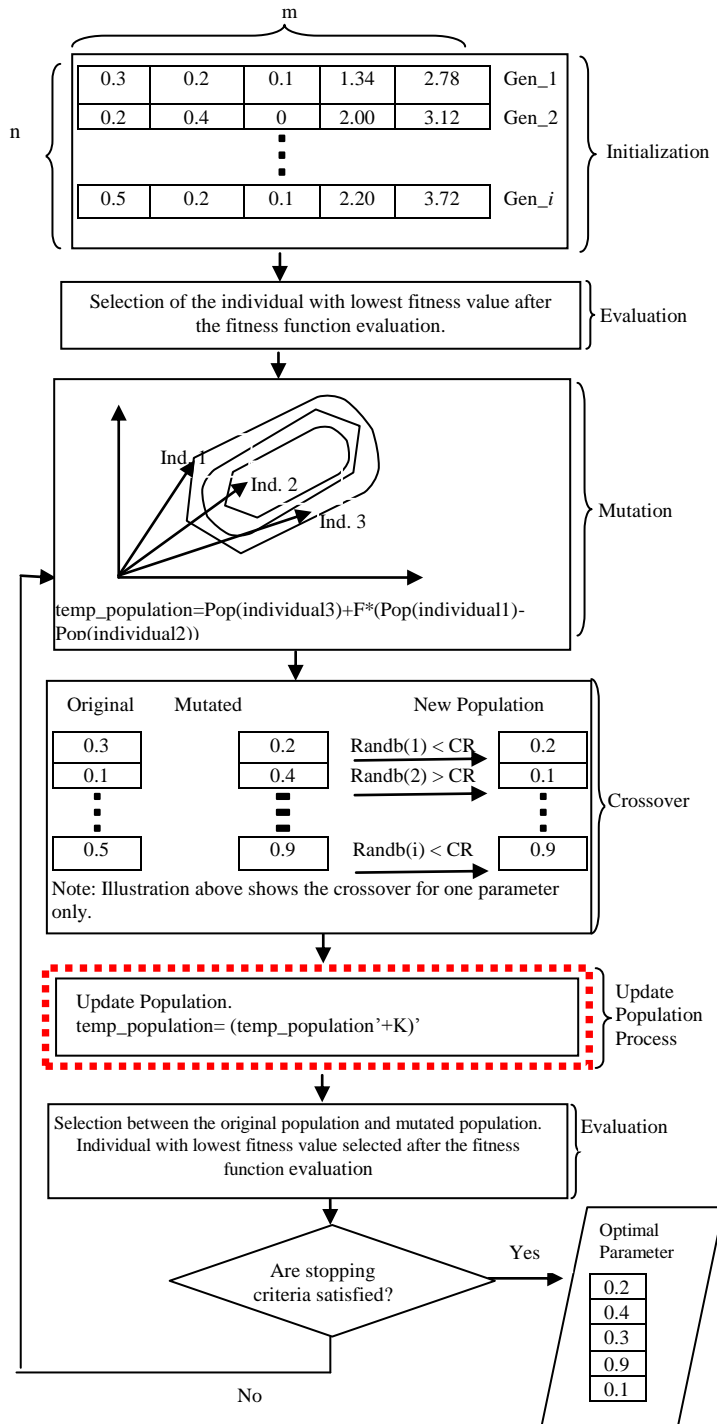 m
0.3 0.2 0.1 1.34 2.78 Gen_1
0.2 0.4 0 2.00 3.12 Gen_2
n
Initialization
0.5 0.2 0.1 2.20 3.72 Gen_i
Selection of the individual with lowest fitness value after
the fitness function evaluation.
Evaluation
Ind. 1
Ind. 2
Ind. 3
Mutation
temp_population=Pop(individual3)+F*(Pop(individual1)-
Pop(individual2))
Original Mutated New Population
0.3 0.2 Randb(1) < CR 0.2
0.1 0.4 Randb(2) > CR 0.1
Crossover
0.5 0.9 Randb(i) < CR 0.9
Note: Illustration above shows the crossover for one parameter
only.
Update Population.
temp_population= (temp_population’+K)’
Update
Population
Process
Selection between the original population and mutated population.
Individual with lowest fitness value selected after the fitness
function evaluation
Evaluation
Are stopping
criteria satisfied?
Yes
No
Optimal
Parameter
0.2
0.4
0.3
0.9
0.1